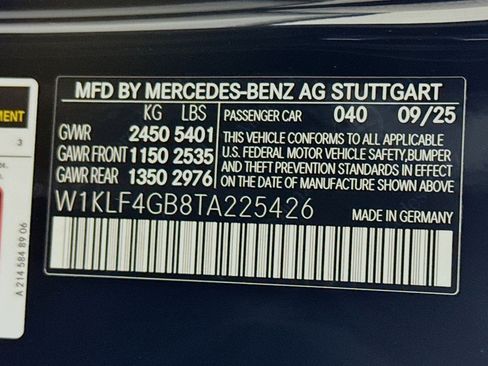 MFD BY MERCEDES-BENZ AG STUTTGART
KG LBS PASSENGER CAR 040 09/25
GVWR 2450 5401 THIS VEHICLE CONFORMS TO ALL APPLICABLE
GAWR FRONT 1150 2535 U.S. FEDERAL MOTOR VEHICLE SAFETY,BUMPER
GAWR REAR 1350 2976 AND THEFT PREVENTION STANDARDS IN EFFECT
ON THE DATE OF MANUFACTURE SHOWN ABOVE.
W1KLF4GB8TA225426 MADE IN GERMANY
MENT
3
A 214 584 89 06